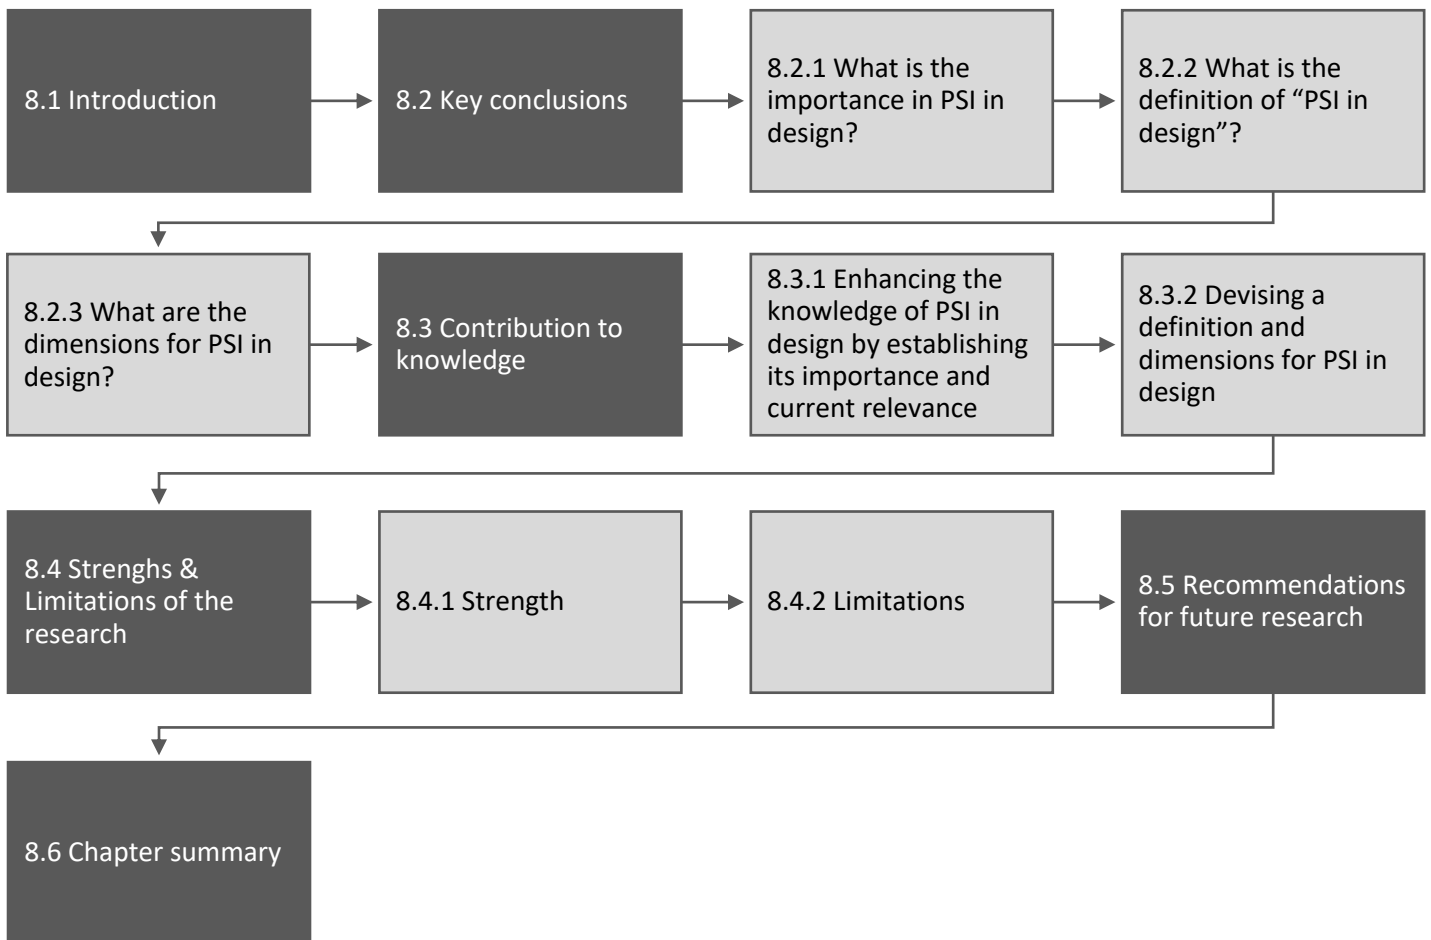 8.1 Introduction
8.2 Key conclusions
8.2.1 What is the
importance in PSI in
design?
8.2.2 What is the
definition of “PSI in
design”?
8.2.3 What are the
dimensions for PSI in
design?
8.3 Contribution to
knowledge
8.3.1 Enhancing the
knowledge of PSI in
design by establishing
its importance and
current relevance
8.3.2 Devising a
definition and
dimensions for PSI in
design
8.4 Strenghs &
Limitations of the
research
8.4.1 Strength
8.4.2 Limitations
8.5 Recommendations
for future research
8.6 Chapter summary